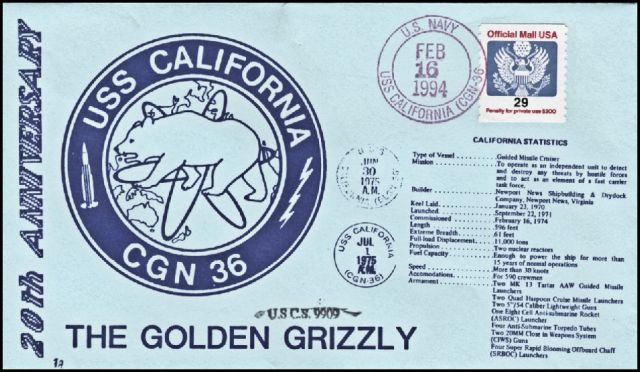 20th ANNIVERSARY
USS CALIFORNIA
CGN 36
U.S. NAVY
FEB
16
1994
USS CALIFORNIA (CGN-36
Official Mail USA
29
Penalty for private use $300
U S
JUN
30
1975
A.M.
USS CALIFORNIA
JUL
1
1975
(CGN-36)
U.S.C.S. 9909
THE GOLDEN GRIZZLY
CALIFORNIA STATISTICS
Type of Vessel . . . . . . . . . . Guided Missile Cruiser
Mission . . . . . . . . . . To operate as an independent unit to detect
and destroy any threats by hostile forces
and to act as an element of a fast carrier
task force.
Builder . . . . . . . . . . Newport News Shipbuilding & Drydock
Company, Newport News, Virginia
Keel Laid . . . . . . . . . . January 23, 1970
Launched . . . . . . . . . . September 22, 1971
Commissioned . . . . . . . . . . February 16, 1974
Length . . . . . . . . . . 596 feet
Extreme Breadth . . . . . . . . . . 61 feet
Full load Displacement . . . . . . . . . . 11,000 tons
Propulsion . . . . . . . . . . Two nuclear reactors
Fuel Capacity . . . . . . . . . . Enough to power the ship for more than
15 years of normal operations
Speed . . . . . . . . . . More than 30 knots
Accomodations . . . . . . . . . . For 590 crewmen
Armament . . . . . . . . . . Two MK 13 Tartar AAW Guided Missile
Launchers
Two Quad Harpoon Cruise Missile Launchers
Two 5"/54 Caliber Lightweight Guns
One Eight Cell Anti-submarine Rocket
(ASROC) Launcher
Four Anti-Submarine Torpedo Tubes
Two 20MM Close in Weapons System
(CIWS) Guns
Four Super Rapid Blooming Offboard Chaff
(SRBOC) Launchers